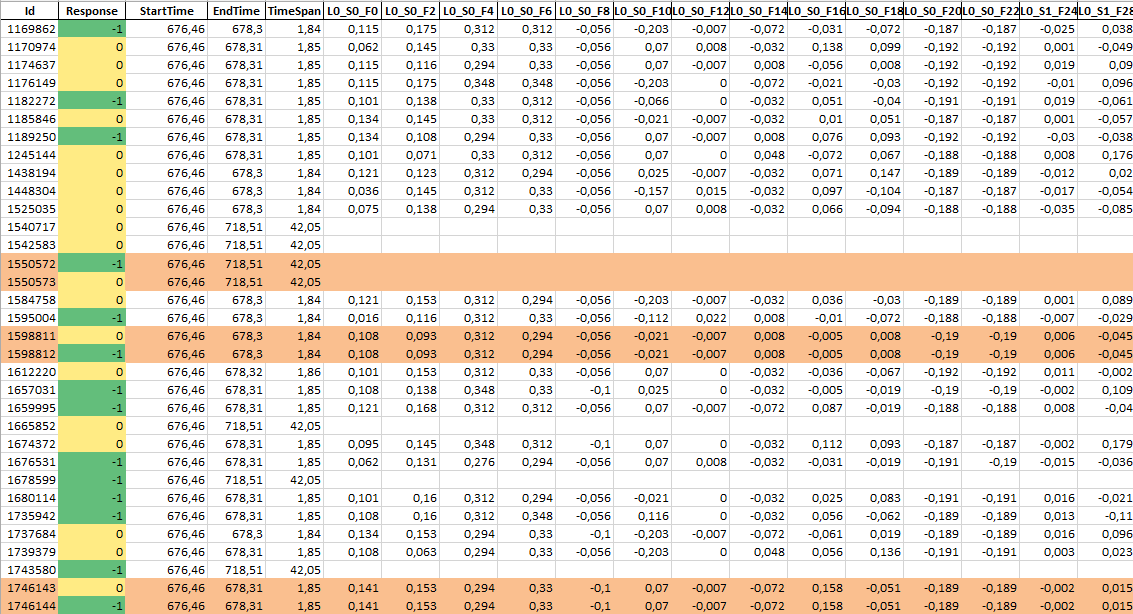 Id Response StartTime EndTime TimeSpan L0_S0_F0 L0_S0_F2 L0_S0_F4 L0_S0_F6 L0_S0_F8 L0_S0_F10 L0_S0_F12 L0_S0_F14 L0_S0_F16 L0_S0_F18 L0_S0_F20 L0_S0_F22 L0_S1_F24 L0_S1_F28
1169862 -1 676,46 678,3 1,84 0,115 0,175 0,312 0,312 -0,056 -0,203 -0,007 -0,072 -0,031 -0,072 -0,187 -0,187 -0,025 0,038
1170974 0 676,46 678,31 1,85 0,062 0,145 0,33 0,33 -0,056 0,07 0,008 -0,032 0,138 0,099 -0,192 -0,192 0,001 -0,049
1174637 0 676,46 678,31 1,85 0,115 0,116 0,294 0,33 -0,056 0,07 -0,007 0,008 -0,056 0,008 -0,192 -0,192 0,019 0,09
1176149 0 676,46 678,31 1,85 0,115 0,175 0,348 0,348 -0,056 -0,203 0 -0,072 -0,021 -0,03 -0,192 -0,192 -0,01 0,096
1182272 -1 676,46 678,31 1,85 0,101 0,138 0,33 0,312 -0,056 -0,066 0 -0,032 0,051 -0,04 -0,191 -0,191 0,019 -0,061
1185846 0 676,46 678,31 1,85 0,134 0,145 0,33 0,312 -0,056 -0,021 -0,007 -0,032 0,01 0,051 -0,187 -0,187 0,001 -0,057
1189250 -1 676,46 678,31 1,85 0,134 0,108 0,294 0,33 -0,056 0,07 -0,007 0,008 0,076 0,093 -0,192 -0,192 -0,03 -0,038
1245144 0 676,46 678,31 1,85 0,101 0,071 0,33 0,312 -0,056 0,07 0 0,048 -0,072 0,067 -0,188 -0,188 0,008 0,176
1438194 0 676,46 678,3 1,84 0,121 0,123 0,312 0,294 -0,056 0,025 -0,007 -0,032 0,071 0,147 -0,189 -0,189 -0,012 0,02
1448304 0 676,46 678,3 1,84 0,036 0,145 0,312 0,33 -0,056 -0,157 0,015 -0,032 0,097 -0,104 -0,187 -0,187 -0,017 -0,054
1525035 0 676,46 678,3 1,84 0,075 0,138 0,294 0,33 -0,056 0,07 0,008 -0,032 0,066 -0,094 -0,188 -0,188 -0,035 -0,085
1540717 0 676,46 718,51 42,05
1542583 0 676,46 718,51 42,05
1550572 -1 676,46 718,51 42,05
1550573 0 676,46 718,51 42,05
1584758 0 676,46 678,3 1,84 0,121 0,153 0,312 0,294 -0,056 -0,203 -0,007 -0,032 0,036 -0,03 -0,189 -0,189 0,001 0,089
1595004 -1 676,46 678,3 1,84 0,016 0,116 0,312 0,33 -0,056 -0,112 0,022 0,008 -0,01 -0,072 -0,188 -0,188 -0,007 -0,029
1598811 0 676,46 678,3 1,84 0,108 0,093 0,312 0,294 -0,056 -0,021 -0,007 0,008 -0,005 0,008 -0,19 -0,19 0,006 -0,045
1598812 -1 676,46 678,3 1,84 0,108 0,093 0,312 0,294 -0,056 -0,021 -0,007 0,008 -0,005 0,008 -0,19 -0,19 0,006 -0,045
1612220 0 676,46 678,32 1,86 0,101 0,153 0,312 0,33 -0,056 0,07 0 -0,032 -0,036 -0,067 -0,192 -0,192 0,011 -0,002
1657031 -1 676,46 678,31 1,85 0,108 0,138 0,348 0,33 -0,1 0,025 0 -0,032 -0,005 -0,019 -0,19 -0,19 -0,002 0,109
1659995 -1 676,46 678,31 1,85 0,121 0,168 0,312 0,312 -0,056 0,07 -0,007 -0,072 0,087 -0,019 -0,188 -0,188 0,008 -0,04
1665852 0 676,46 718,51 42,05
1674372 0 676,46 678,31 1,85 0,095 0,145 0,348 0,312 -0,1 0,07 0 -0,032 0,112 0,093 -0,187 -0,187 -0,002 0,179
1676531 -1 676,46 678,31 1,85 0,062 0,131 0,276 0,294 -0,056 0,07 0,008 -0,032 -0,031 -0,019 -0,191 -0,19 -0,015 -0,036
1678599 -1 676,46 718,51 42,05
1680114 -1 676,46 678,31 1,85 0,101 0,16 0,312 0,294 -0,056 -0,021 0 -0,032 0,025 0,083 -0,191 -0,191 0,016 -0,021
1735942 -1 676,46 678,31 1,85 0,108 0,16 0,312 0,348 -0,056 0,116 0 -0,032 0,056 -0,062 -0,189 -0,189 0,013 -0,11
1737684 0 676,46 678,3 1,84 0,134 0,153 0,294 0,33 -0,1 -0,203 -0,007 -0,072 -0,061 0,019 -0,189 -0,189 0,016 0,096
1739379 0 676,46 678,31 1,85 0,108 0,063 0,294 0,33 -0,056 -0,203 0 0,048 0,056 0,136 -0,191 -0,191 0,003 0,023
1743580 -1 676,46 718,51 42,05
1746143 0 676,46 678,31 1,85 0,141 0,153 0,294 0,33 -0,1 0,07 -0,007 -0,072 0,158 -0,051 -0,189 -0,189 -0,002 0,015
1746144 -1 676,46 678,31 1,85 0,141 0,153 0,294 0,33 -0,1 0,07 -0,007 -0,072 0,158 -0,051 -0,189 -0,189 -0,002 0,015